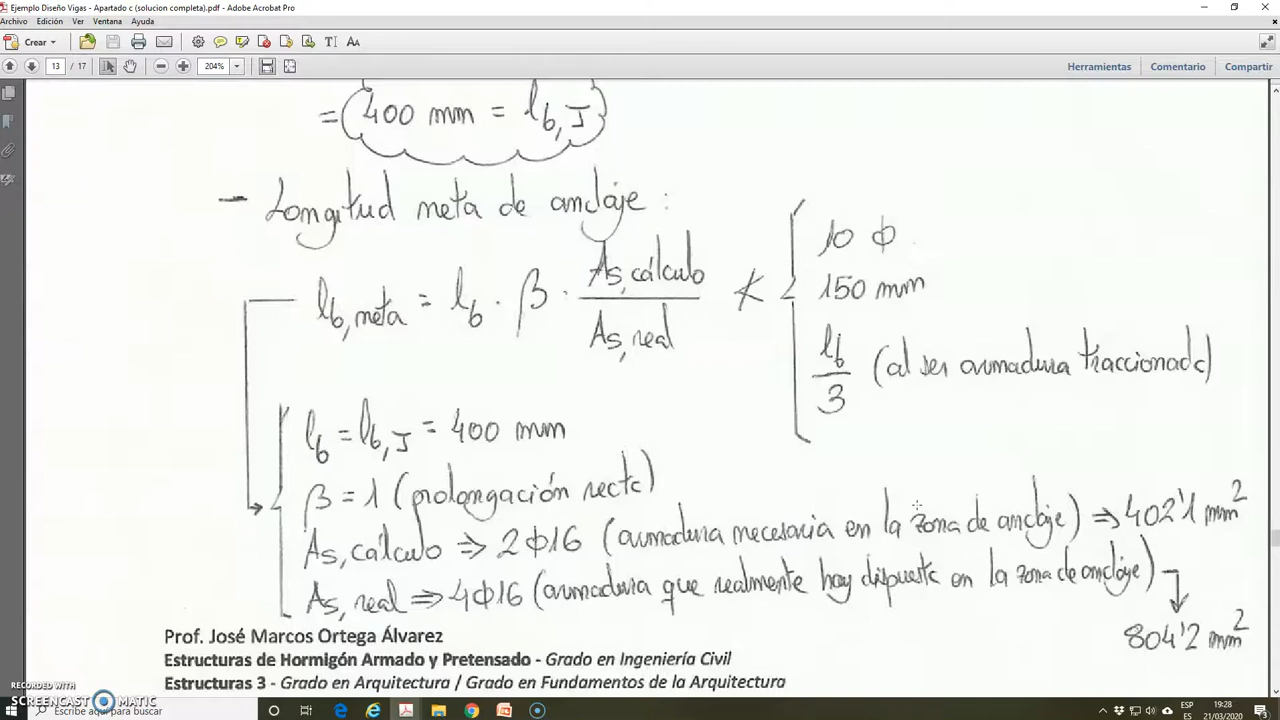 Ejemplo Diseño Vigas - Apartado c (solucion completa).pdf - Adobe Acrobat Pro
Archivo Edición Ver Ventana Ayuda
Crear
13 / 17 204% Herramientas Comentario Compartir
= 400 mm = lb,I
- Longitud neta de anclaje :
lb,neta = lb · β · As,cálculo / As,real ≮ { 10 ϕ
150 mm
lb/3 (al ser armadura traccionada)
lb = lb,I = 400 mm
β = 1 (prolongación recta)
As,cálculo ⇒ 2ϕ16 (armadura necesaria en la zona de anclaje) ⇒ 402'1 mm²
As,real ⇒ 4ϕ16 (armadura que realmente hay dispuesta en la zona de anclaje) → 804'2 mm²
Prof. José Marcos Ortega Álvarez
Estructuras de Hormigón Armado y Pretensado - Grado en Ingeniería Civil
Estructuras 3 - Grado en Arquitectura / Grado en Fundamentos de la Arquitectura
RECORDED WITH
SCREENCAST MATIC
Escribe aquí para buscar
ESP 19:28
ES 21/03/2020